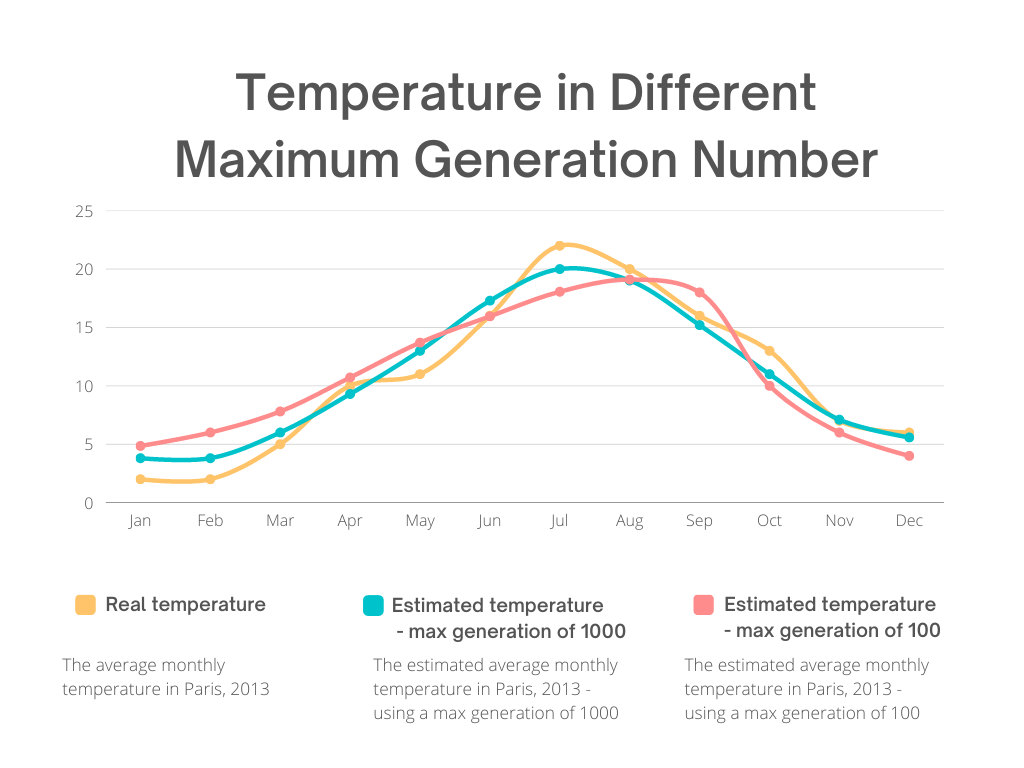 Temperature in Different
Maximum Generation Number
25
20
15
10
5
0
Jan Feb Mar Apr May Jun Jul Aug Sep Oct Nov Dec
Real temperature
The average monthly
temperature in Paris, 2013
Estimated temperature
- max generation of 1000
The estimated average monthly
temperature in Paris, 2013 -
using a max generation of 1000
Estimated temperature
- max generation of 100
The estimated average monthly
temperature in Paris, 2013 -
using a max generation of 100